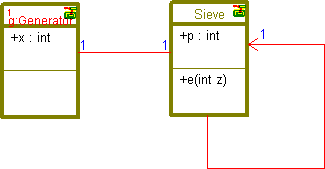 1
g:Generator
+x : int
1
1
Sieve
+p : int
+e(int z)
1